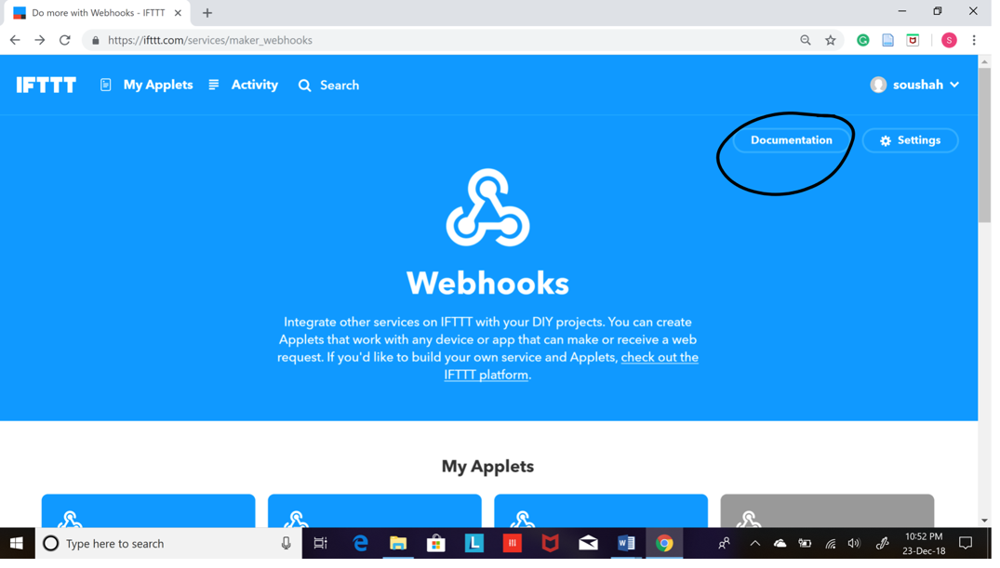 Do more with Webhooks - IFTTT
https://ifttt.com/services/maker_webhooks
IFTTT My Applets Activity Search soushah
Documentation Settings
Webhooks
Integrate other services on IFTTT with your DIY projects. You can create
Applets that work with any device or app that can make or receive a web
request. If you'd like to build your own service and Applets, check out the
IFTTT platform.
My Applets
Type here to search
10:52 PM
23-Dec-18